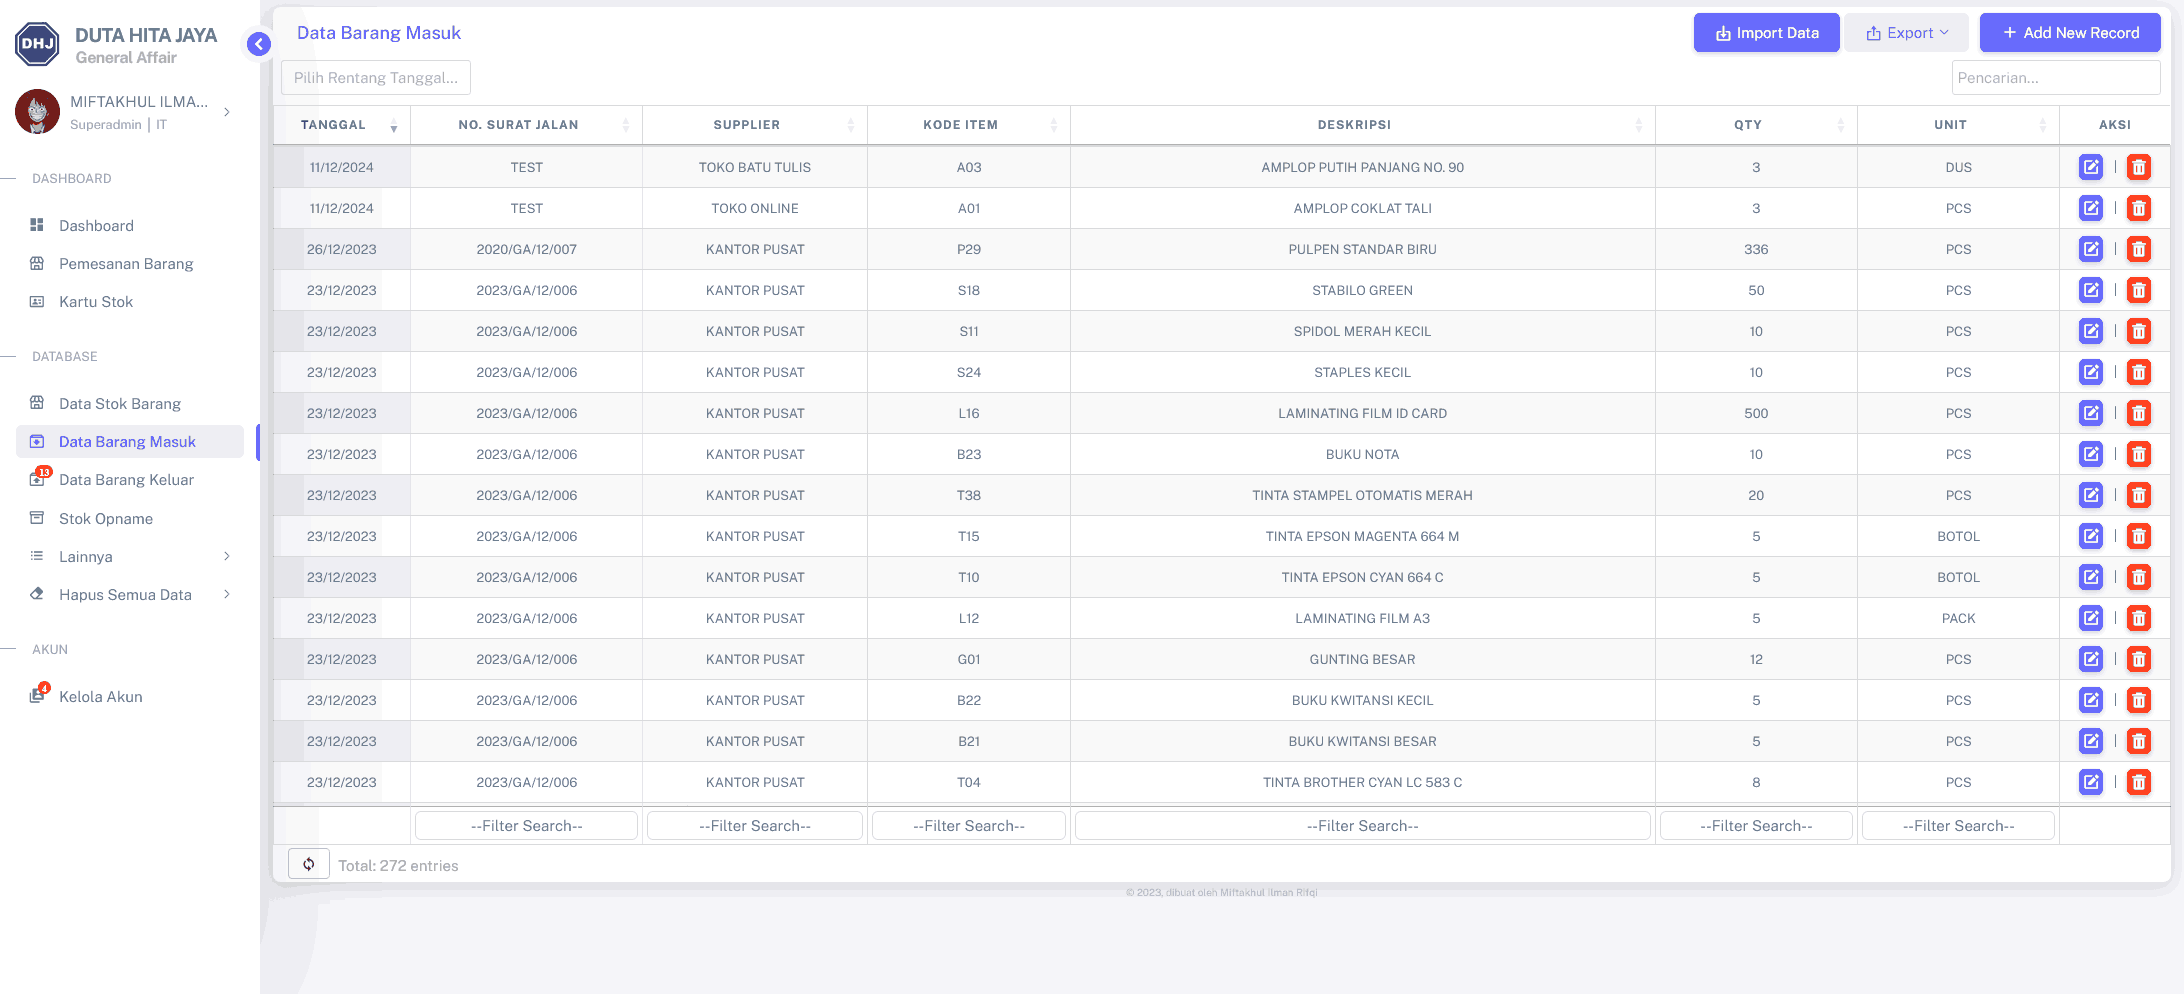 DHJ
DUTA HITA JAYA
General Affair
MIFTAKHUL ILMA...
Superadmin | IT
DASHBOARD
Dashboard
Pemesanan Barang
Kartu Stok
DATABASE
Data Stok Barang
Data Barang Masuk
13
Data Barang Keluar
Stok Opname
Lainnya
Hapus Semua Data
AKUN
4
Kelola Akun
Data Barang Masuk
Import Data Export + Add New Record
Pilih Rentang Tanggal... Pencarian...
TANGGAL NO. SURAT JALAN SUPPLIER KODE ITEM DESKRIPSI QTY UNIT AKSI
11/12/2024 TEST TOKO BATU TULIS A03 AMPLOP PUTIH PANJANG NO. 90 3 DUS |
11/12/2024 TEST TOKO ONLINE A01 AMPLOP COKLAT TALI 3 PCS |
26/12/2023 2020/GA/12/007 KANTOR PUSAT P29 PULPEN STANDAR BIRU 336 PCS |
23/12/2023 2023/GA/12/006 KANTOR PUSAT S18 STABILO GREEN 50 PCS |
23/12/2023 2023/GA/12/006 KANTOR PUSAT S11 SPIDOL MERAH KECIL 10 PCS |
23/12/2023 2023/GA/12/006 KANTOR PUSAT S24 STAPLES KECIL 10 PCS |
23/12/2023 2023/GA/12/006 KANTOR PUSAT L16 LAMINATING FILM ID CARD 500 PCS |
23/12/2023 2023/GA/12/006 KANTOR PUSAT B23 BUKU NOTA 10 PCS |
23/12/2023 2023/GA/12/006 KANTOR PUSAT T38 TINTA STAMPEL OTOMATIS MERAH 20 PCS |
23/12/2023 2023/GA/12/006 KANTOR PUSAT T15 TINTA EPSON MAGENTA 664 M 5 BOTOL |
23/12/2023 2023/GA/12/006 KANTOR PUSAT T10 TINTA EPSON CYAN 664 C 5 BOTOL |
23/12/2023 2023/GA/12/006 KANTOR PUSAT L12 LAMINATING FILM A3 5 PACK |
23/12/2023 2023/GA/12/006 KANTOR PUSAT G01 GUNTING BESAR 12 PCS |
23/12/2023 2023/GA/12/006 KANTOR PUSAT B22 BUKU KWITANSI KECIL 5 PCS |
23/12/2023 2023/GA/12/006 KANTOR PUSAT B21 BUKU KWITANSI BESAR 5 PCS |
23/12/2023 2023/GA/12/006 KANTOR PUSAT T04 TINTA BROTHER CYAN LC 583 C 8 PCS |
--Filter Search-- --Filter Search-- --Filter Search-- --Filter Search-- --Filter Search-- --Filter Search--
Total: 272 entries
© 2023, dibuat oleh Miftakhul Ilman Rifqi